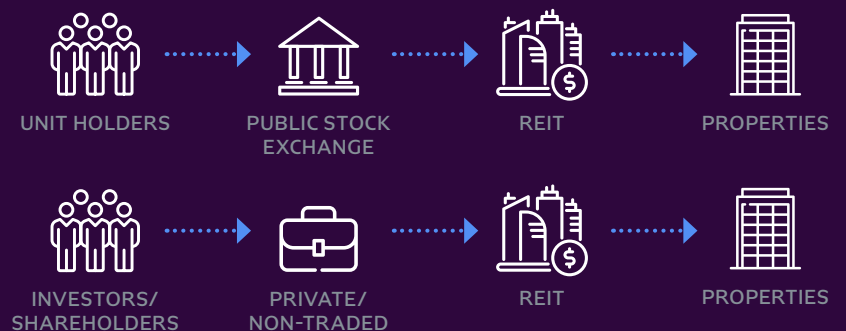 UNIT HOLDERS
PUBLIC STOCK
EXCHANGE
REIT
PROPERTIES
$
INVESTORS/
SHAREHOLDERS
PRIVATE/
NON-TRADED
REIT
PROPERTIES
$